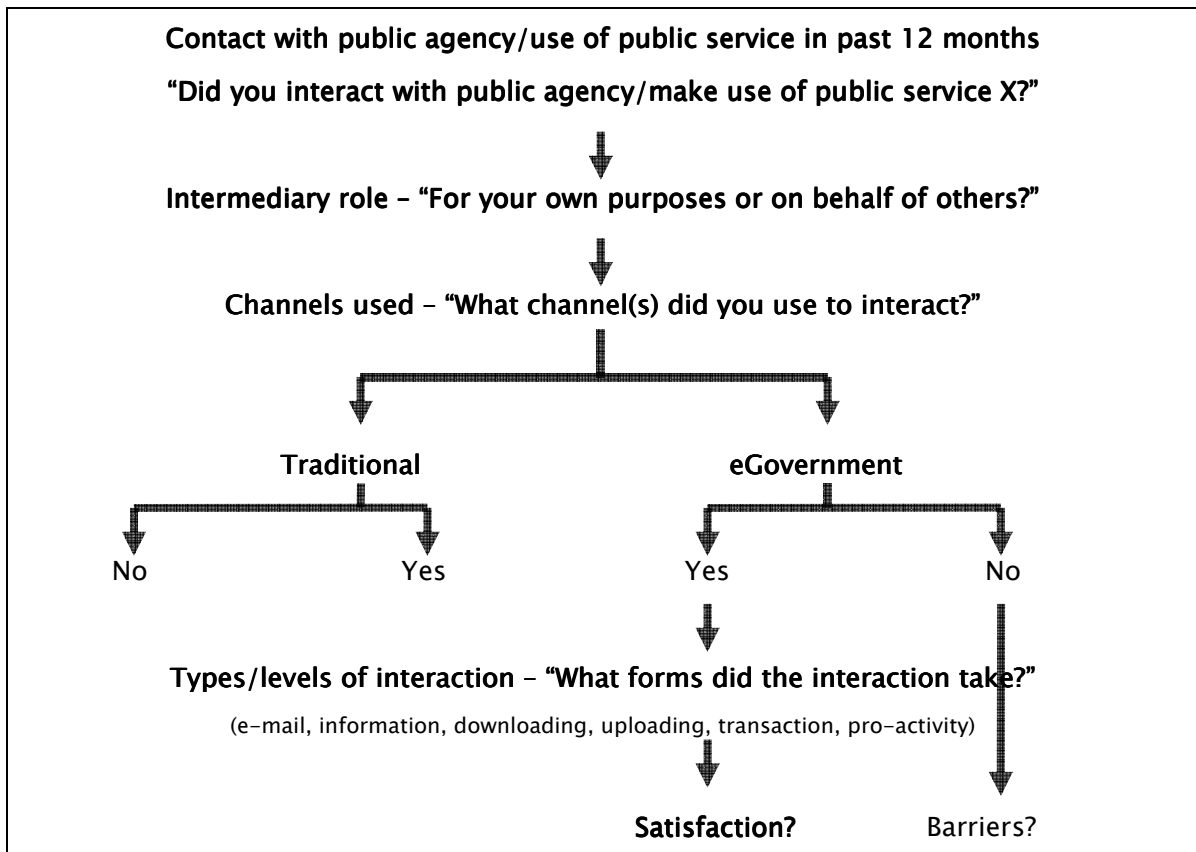 Contact with public agency/use of public service in past 12 months
“Did you interact with public agency/make use of public service X?”
Intermediary role – “For your own purposes or on behalf of others?”
Channels used – “What channel(s) did you use to interact?”
Traditional
eGovernment
No
Yes
Yes
No
Types/levels of interaction – “What forms did the interaction take?”
(e-mail, information, downloading, uploading, transaction, pro-activity)
Satisfaction?
Barriers?